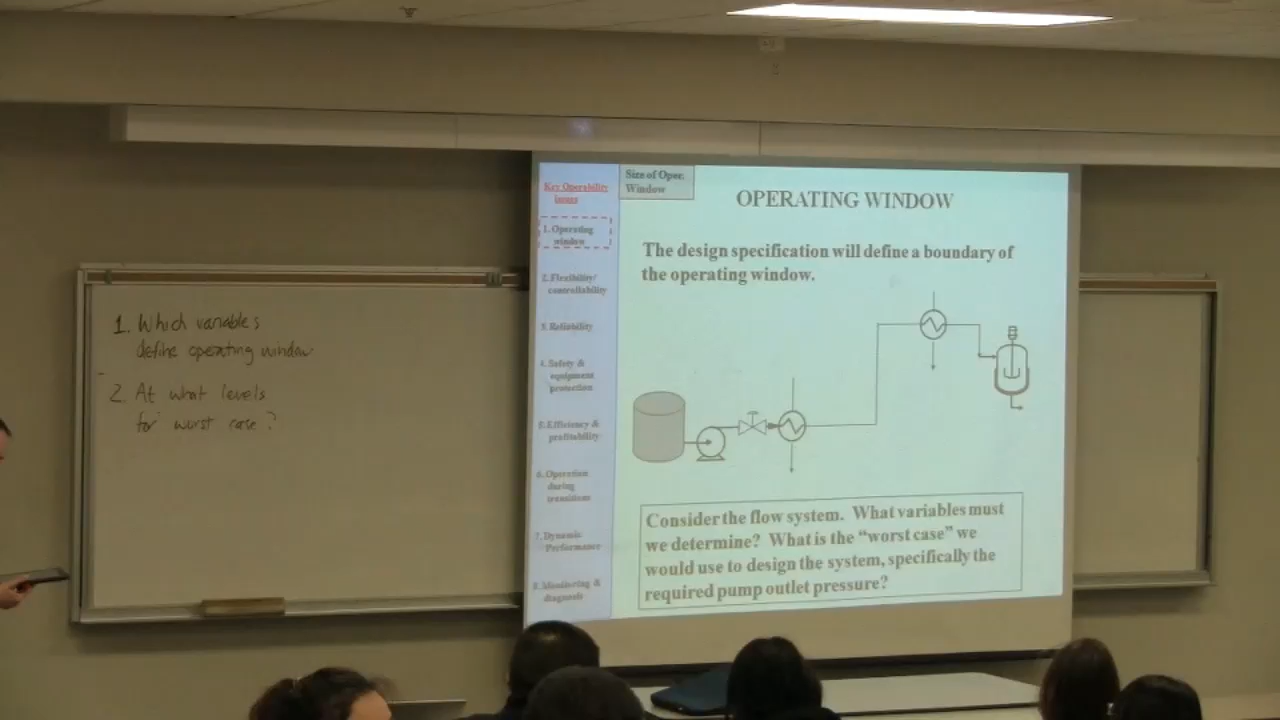 1. Which variables
define operating window
2. At what levels
for worst case?
Key Operability
Issues
1. Operating
window
2. Flexibility/
controllability
3. Reliability
4. Safety &
equipment
protection
5. Efficiency &
profitability
6. Operation
during
transitions
7. Dynamic
Performance
8. Monitoring &
diagnosis
Size of Oper.
Window
OPERATING WINDOW
The design specification will define a boundary of
the operating window.
Consider the flow system. What variables must
we determine? What is the “worst case” we
would use to design the system, specifically the
required pump outlet pressure?